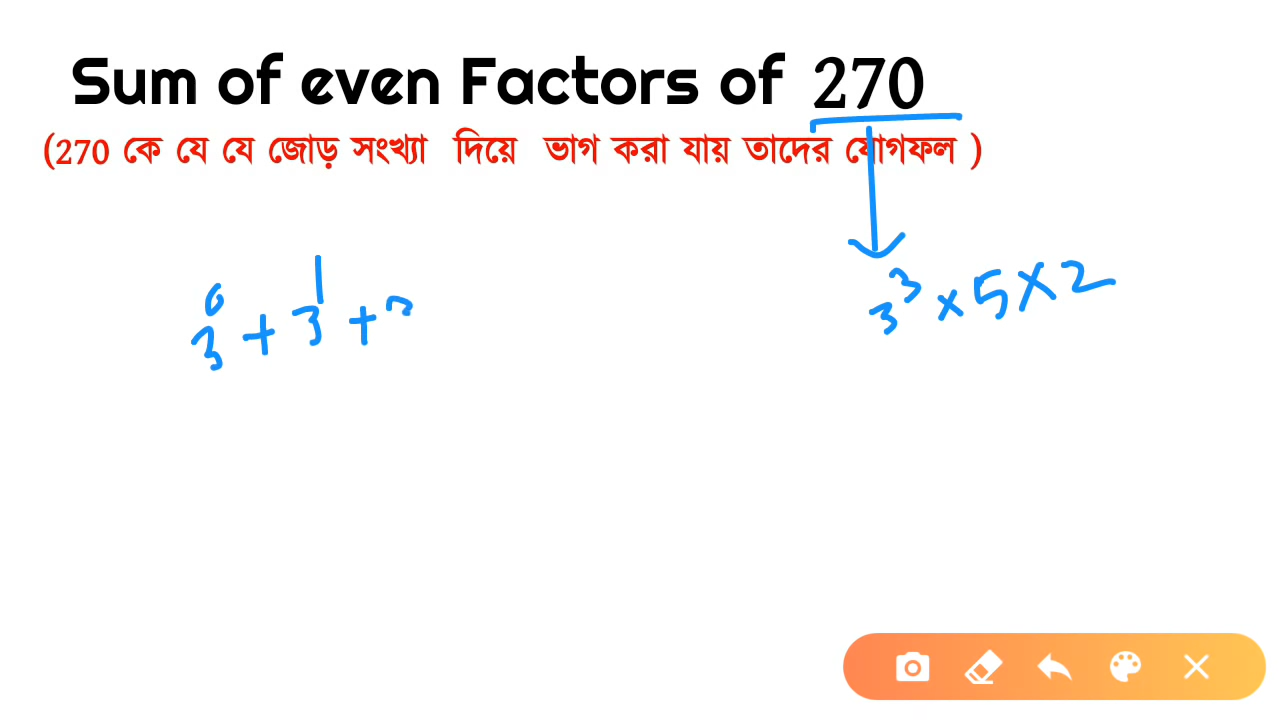 Sum of even Factors of 270
(270 কে যে যে জোড় সংখ্যা দিয়ে ভাগ করা যায় তাদের যোগফল )
3⁰ + 3¹ +
3³ × 5 × 2